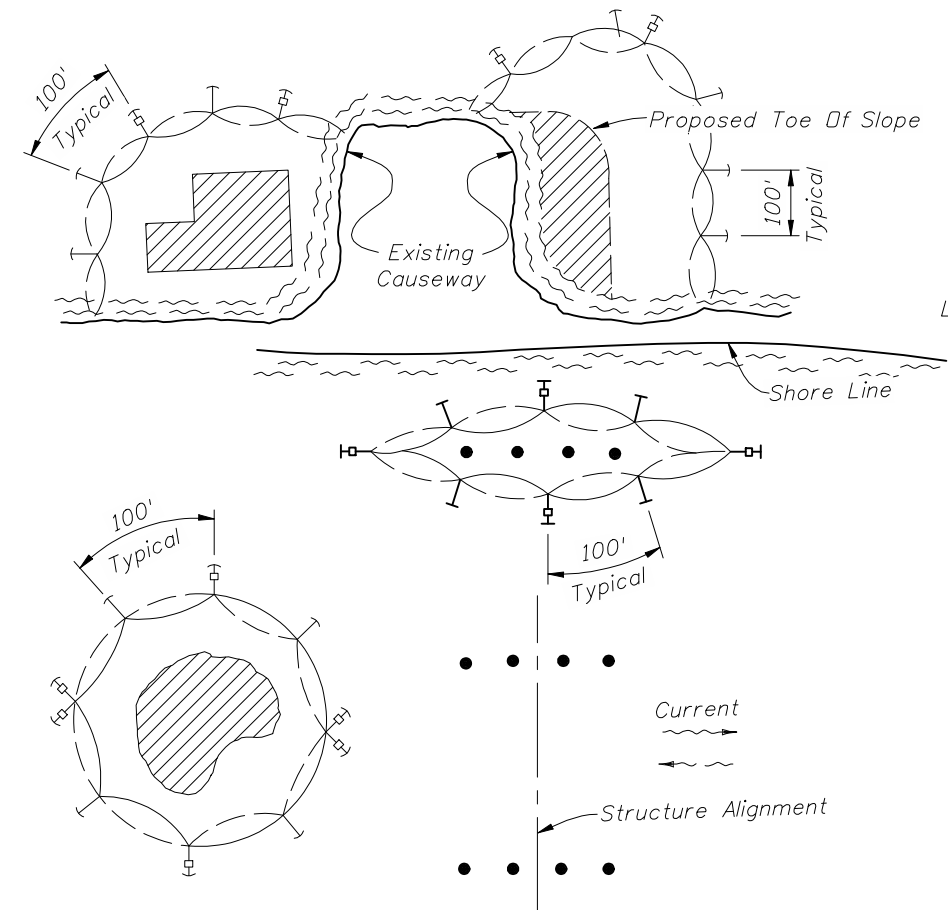 100'
Typical
Proposed Toe Of Slope
100'
Typical
Existing
Causeway
L
Shore Line
100'
Typical
100'
Typical
Current
Structure Alignment